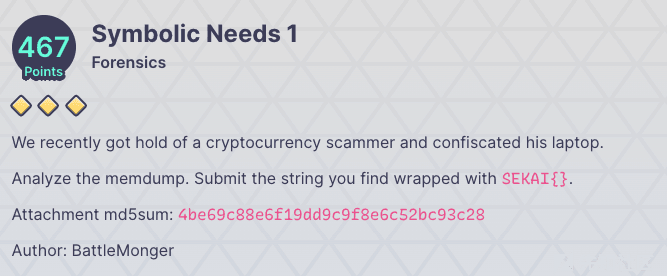 Symbolic Needs 1
467
Points
Forensics
We recently got hold of a cryptocurrency scammer and confiscated his laptop.
Analyze the memdump. Submit the string you find wrapped with SEKAI{}.
Attachment md5sum: 4be69c88e6f19dd9c9f8e6c52bc93c28
Author: BattleMonger